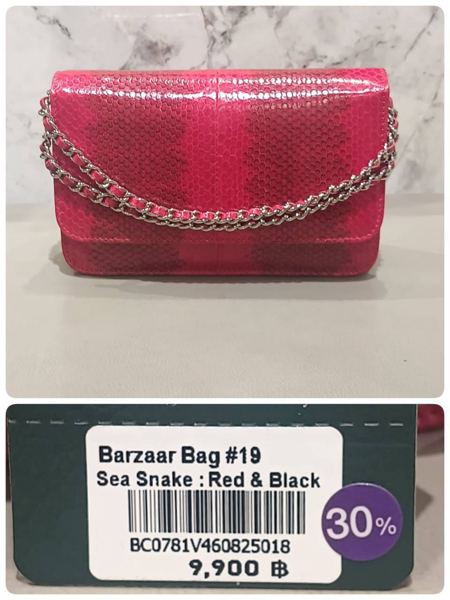 Barzaar Bag #19
Sea Snake : Red & Black
BC0781V460825018
9,900 ฿
30%